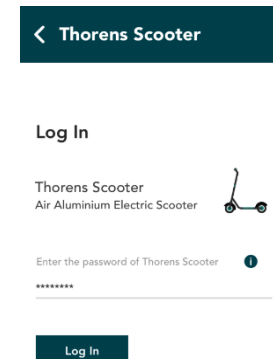 Thorens Scooter
Log In
Thorens Scooter
Air Aluminium Electric Scooter
Enter the password of Thorens Scooter i
********
Log In